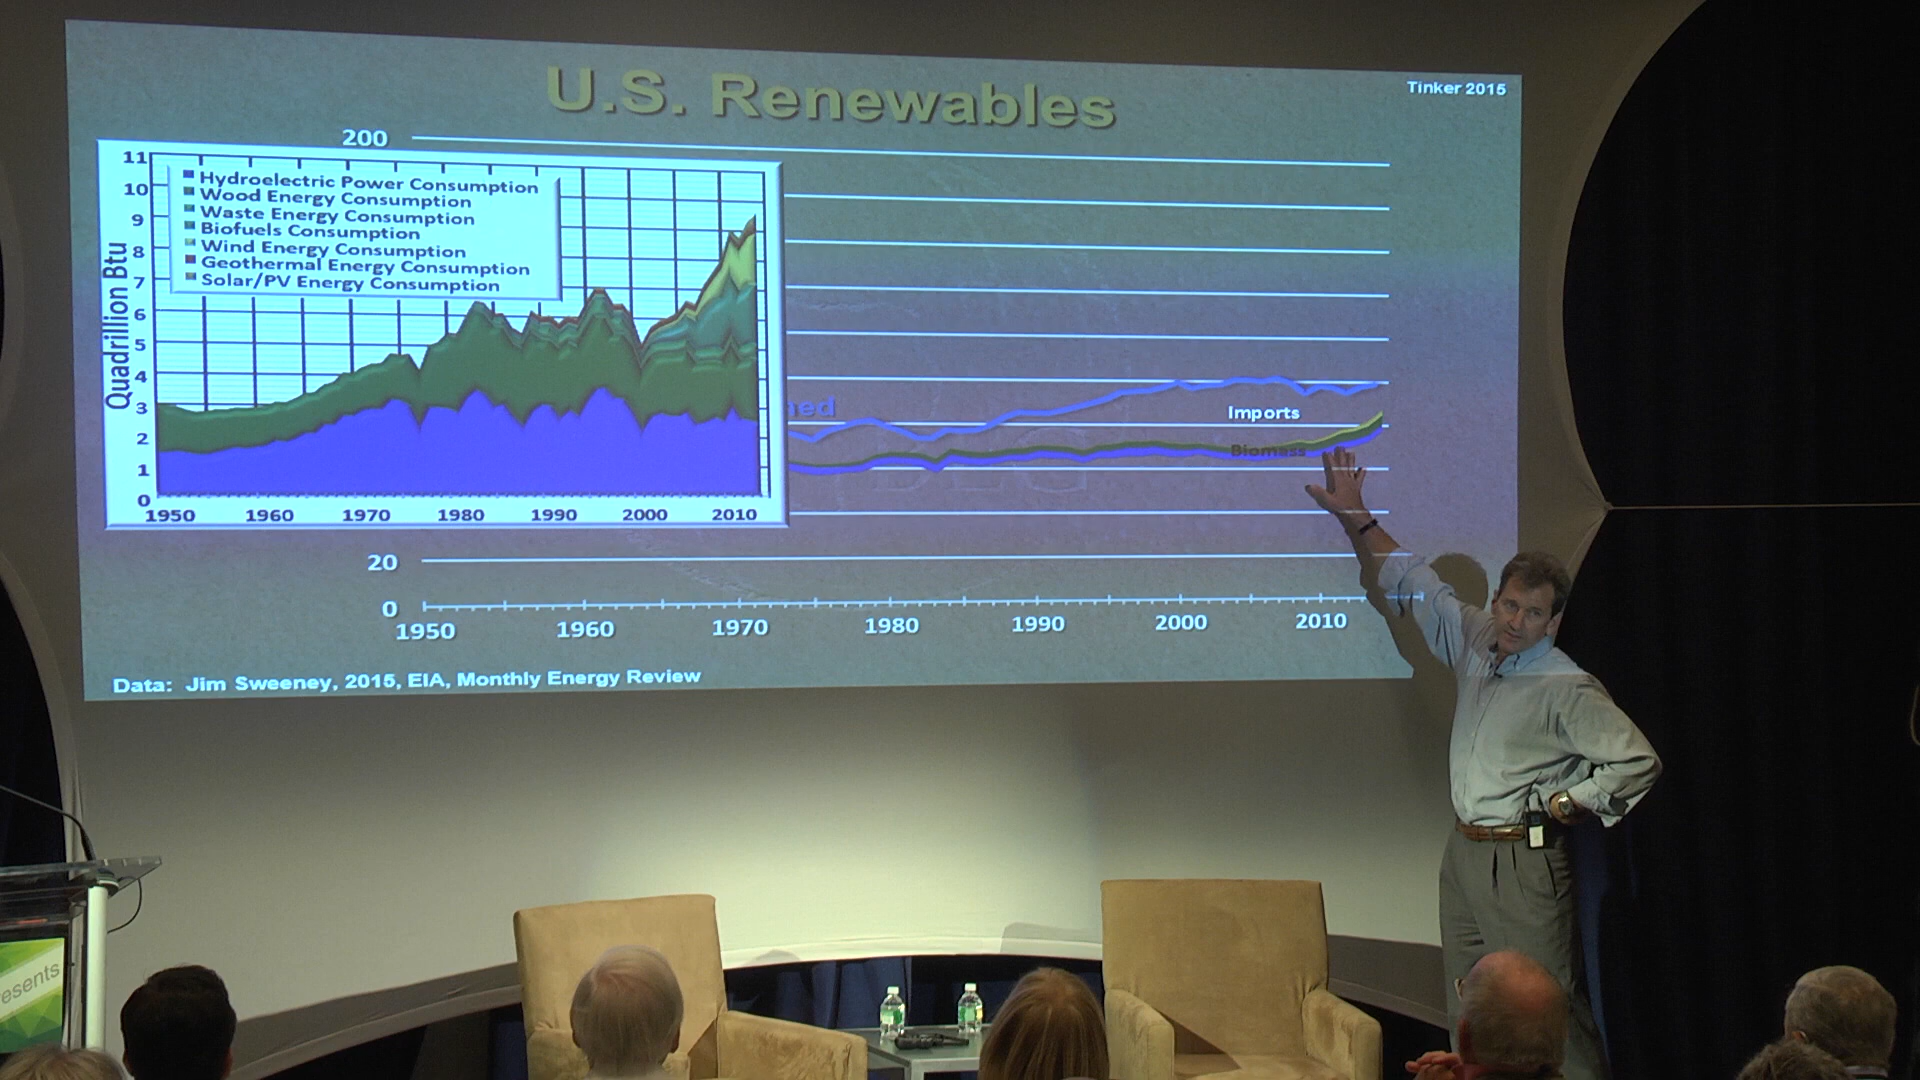 U.S. Renewables
Tinker 2015
200
11
10
9
8
7
6
5
4
3
2
1
0
Quadrillion Btu
Hydroelectric Power Consumption
Wood Energy Consumption
Waste Energy Consumption
Biofuels Consumption
Wind Energy Consumption
Geothermal Energy Consumption
Solar/PV Energy Consumption
1950 1960 1970 1980 1990 2000 2010
Imports
Biomass
20
0
1950 1960 1970 1980 1990 2000 2010
Data: Jim Sweeney, 2015, EIA, Monthly Energy Review